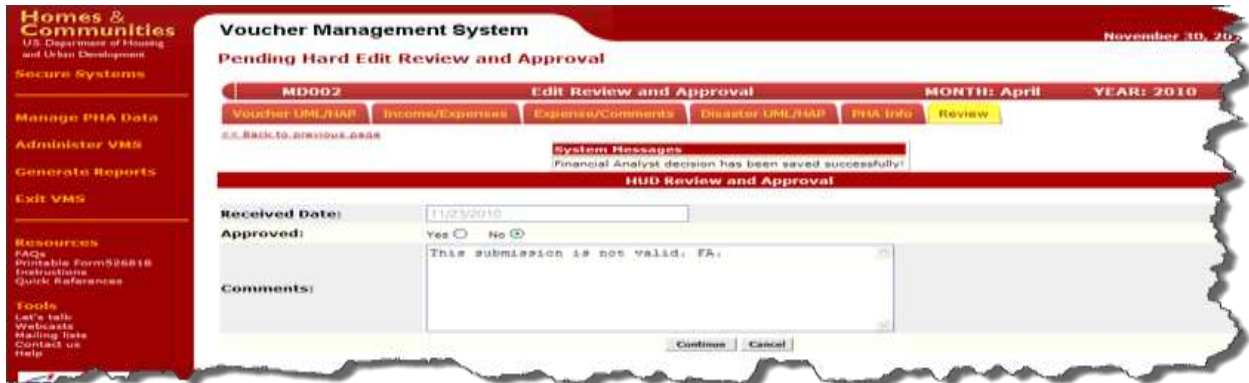 Homes &
Communities
U.S. Department of Housing
and Urban Development
Secure Systems
Manage PHA Data
Administer VMS
Generate Reports
Exit VMS
Resources
FAQs
Printable Form52681B
Instructions
Quick References
Tools
Let's talk
Webcasts
Mailing lists
Contact us
Help
Voucher Management System
November 30, 20
Pending Hard Edit Review and Approval
MD002 Edit Review and Approval MONTH: April YEAR: 2010
Voucher UML/HAP Income/Expenses Expense/Comments Disaster UML/HAP PHA Info Review
<< Back to previous page
System Messages
Financial Analyst decision has been saved successfully!
HUD Review and Approval
Received Date: 11/23/2010
Approved: Yes No
This submission is not valid. FA.
Comments:
Continue Cancel